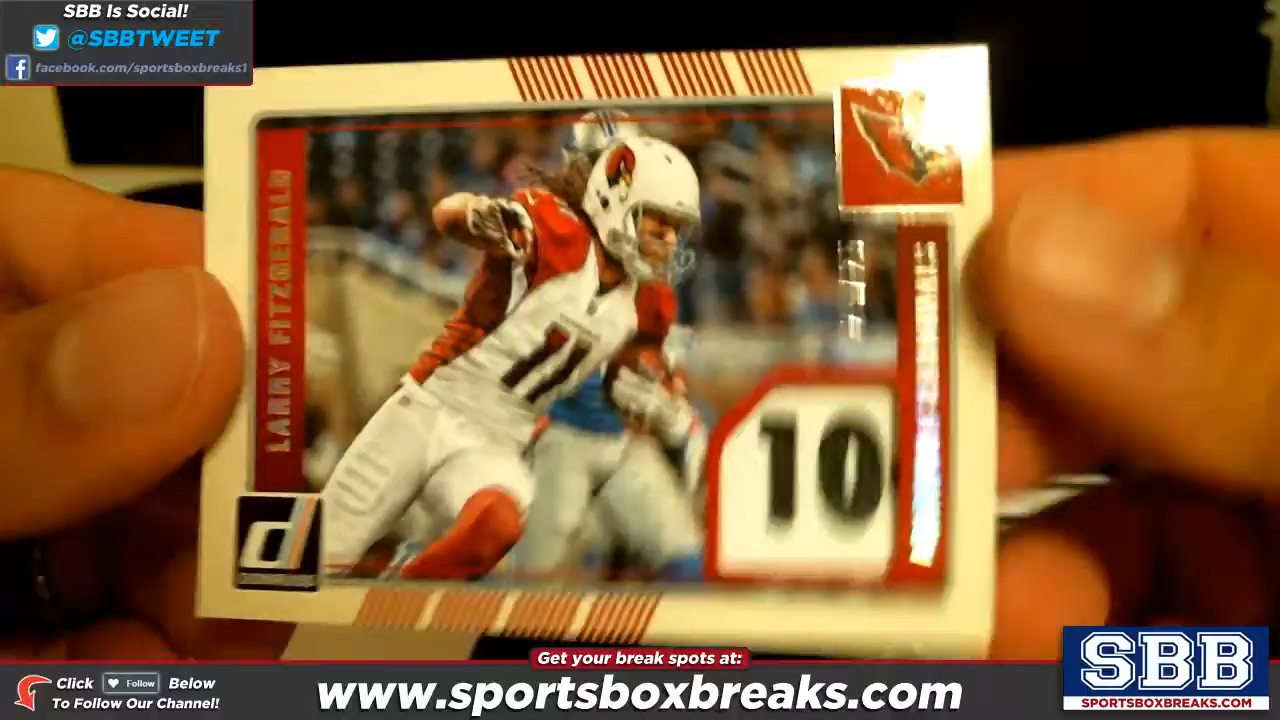 SBB Is Social!
@SBBTWEET
facebook.com/sportsboxbreaks1
LARRY FITZGERALD
11
10
d
Get your break spots at:
Click Follow Below
To Follow Our Channel!
www.sportsboxbreaks.com
SBB
SPORTSBOXBREAKS.COM